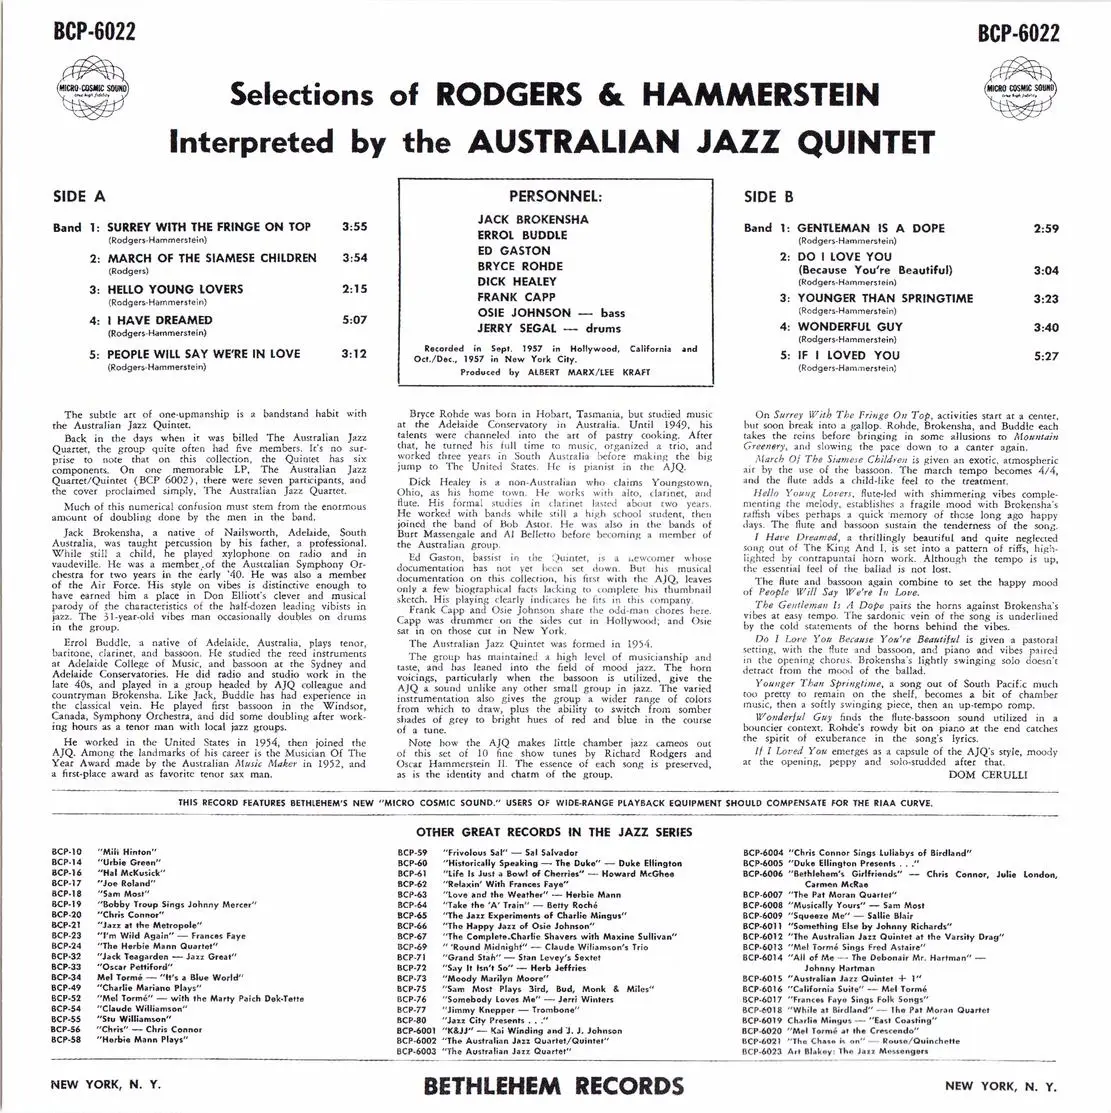 BCP-6022
BCP-6022
MICRO-COSMIC SOUND
true high fidelity
MICRO COSMIC SOUND
true high fidelity
Selections of RODGERS & HAMMERSTEIN
Interpreted by the AUSTRALIAN JAZZ QUINTET
SIDE A
Band 1: SURREY WITH THE FRINGE ON TOP 3:55
(Rodgers-Hammerstein)
2: MARCH OF THE SIAMESE CHILDREN 3:54
(Rodgers)
3: HELLO YOUNG LOVERS 2:15
(Rodgers-Hammerstein)
4: I HAVE DREAMED 5:07
(Rodgers-Hammerstein)
5: PEOPLE WILL SAY WE'RE IN LOVE 3:12
(Rodgers-Hammerstein)
PERSONNEL:
JACK BROKENSHA
ERROL BUDDLE
ED GASTON
BRYCE ROHDE
DICK HEALEY
FRANK CAPP
OSIE JOHNSON — bass
JERRY SEGAL — drums
Recorded in Sept. 1957 in Hollywood, California and
Oct./Dec., 1957 in New York City.
Produced by ALBERT MARX/LEE KRAFT
SIDE B
Band 1: GENTLEMAN IS A DOPE 2:59
(Rodgers-Hammerstein)
2: DO I LOVE YOU
(Because You're Beautiful) 3:04
(Rodgers-Hammerstein)
3: YOUNGER THAN SPRINGTIME 3:23
(Rodgers-Hammerstein)
4: WONDERFUL GUY 3:40
(Rodgers-Hammerstein)
5: IF I LOVED YOU 5:27
(Rodgers-Hammerstein)
The subtle art of one-upmanship is a bandstand habit with
the Australian Jazz Quintet.
Back in the days when it was billed The Australian Jazz
Quartet, the group quite often had five members. It's no sur-
prise to note that on this collection, the Quintet has six
components. On one memorable LP, The Australian Jazz
Quartet/Quintet (BCP 6002), there were seven participants, and
the cover proclaimed simply, The Australian Jazz Quartet.
Much of this numerical confusion must stem from the enormous
amount of doubling done by the men in the band.
Jack Brokensha, a native of Nailsworth, Adelaide, South
Australia, was taught percussion by his father, a professional.
While still a child, he played xylophone on radio and in
vaudeville. He was a member of the Australian Symphony Or-
chestra for two years in the early '40. He was also a member
of the Air Force. His style on vibes is distinctive enough to
have earned him a place in Don Elliott's clever and musical
parody of the characteristics of the half-dozen leading vibists in
jazz. The 31-year-old vibes man occasionally doubles on drums
in the group.
Errol Buddle, a native of Adelaide, Australia, plays tenor,
baritone, clarinet, and bassoon. He studied the reed instruments
at Adelaide College of Music, and bassoon at the Sydney and
Adelaide Conservatories. He did radio and studio work in the
late 40s, and played in a group headed by AJQ colleague and
countryman Brokensha. Like Jack, Buddle has had experience in
the classical vein. He played first bassoon in the Windsor,
Canada, Symphony Orchestra, and did some doubling after work-
ing hours as a tenor man with local jazz groups.
He worked in the United States in 1954, then joined the
AJQ. Among the landmarks of his career is the Musician Of The
Year Award made by the Australian Music Maker in 1952, and
a first-place award as favorite tenor sax man.
Bryce Rohde was born in Hobart, Tasmania, but studied music
at the Adelaide Conservatory in Australia. Until 1949, his
talents were channeled into the art of pastry cooking. After
that, he turned his full time to music, organized a trio, and
worked three years in South Australia before making the big
jump to The United States. He is pianist in the AJQ.
Dick Healey is a non-Australian who claims Youngstown,
Ohio, as his home town. He works with alto, clarinet, and
flute. His formal studies in clarinet lasted about two years.
He worked with bands while still a high school student, then
joined the band of Bob Astor. He was also in the bands of
Burt Massengale and Al Belletto before becoming a member of
the Australian group.
Ed Gaston, bassist in the Quintet, is a newcomer whose
documentation has not yet been set down. But his musical
documentation on this collection, his first with the AJQ, leaves
only a few biographical facts lacking to complete his thumbnail
sketch. His playing clearly indicates he fits in this company.
Frank Capp and Osie Johnson share the odd-man chores here.
Capp was drummer on the sides cut in Hollywood; and Osie
sat in on those cut in New York.
The Australian Jazz Quintet was formed in 1954.
The group has maintained a high level of musicianship and
taste, and has leaned into the field of mood jazz. The horn
voicings, particularly when the bassoon is utilized, give the
AJQ a sound unlike any other small group in jazz. The varied
instrumentation also gives the group a wider range of colors
from which to draw, plus the ability to switch from somber
shades of grey to bright hues of red and blue in the course
of a tune.
Note how the AJQ makes little chamber jazz cameos out
of this set of 10 fine show tunes by Richard Rodgers and
Oscar Hammerstein II. The essence of each song is preserved,
as is the identity and charm of the group.
On Surrey With The Fringe On Top, activities start at a center,
but soon break into a gallop. Rohde, Brokensha, and Buddle each
takes the reins before bringing in some allusions to Mountain
Greenery, and slowing the pace down to a canter again.
March Of The Siamese Children is given an exotic, atmospheric
air by the use of the bassoon. The march tempo becomes 4/4,
and the flute adds a child-like feel to the treatment.
Hello Young Lovers, flute-led with shimmering vibes comple-
menting the melody, establishes a fragile mood with Brokensha's
raffish vibes perhaps a quick memory of those long ago happy
days. The flute and bassoon sustain the tenderness of the song.
I Have Dreamed, a thrillingly beautiful and quite neglected
song out of The King And I, is set into a pattern of riffs, high-
lighted by contrapuntal horn work. Although the tempo is up,
the essential feel of the ballad is not lost.
The flute and bassoon again combine to set the happy mood
of People Will Say We're In Love.
The Gentleman Is A Dope pairs the horns against Brokensha's
vibes at easy tempo. The sardonic vein of the song is underlined
by the cold statements of the horns behind the vibes.
Do I Love You Because You're Beautiful is given a pastoral
setting, with the flute and bassoon, and piano and vibes paired
in the opening chorus. Brokensha's lightly swinging solo doesn't
detract from the mood of the ballad.
Younger Than Springtime, a song out of South Pacific much
too pretty to remain on the shelf, becomes a bit of chamber
music, then a softly swinging piece, then an up-tempo romp.
Wonderful Guy finds the flute-bassoon sound utilized in a
bouncier context. Rohde's rowdy bit on piano at the end catches
the spirit of exuberance in the song's lyrics.
If I Loved You emerges as a capsule of the AJQ's style, moody
at the opening, peppy and solo-studded after that.
DOM CERULLI
THIS RECORD FEATURES BETHLEHEM'S NEW "MICRO COSMIC SOUND." USERS OF WIDE-RANGE PLAYBACK EQUIPMENT SHOULD COMPENSATE FOR THE RIAA CURVE.
OTHER GREAT RECORDS IN THE JAZZ SERIES
BCP-10 "Mili Hinton"
BCP-14 "Urbie Green"
BCP-16 "Hal McKusick"
BCP-17 "Joe Roland"
BCP-18 "Sam Most"
BCP-19 "Bobby Troup Sings Johnny Mercer"
BCP-20 "Chris Connor"
BCP-21 "Jazz at the Metropole"
BCP-23 "I'm Wild Again" — Frances Faye
BCP-24 "The Herbie Mann Quartet"
BCP-32 "Jack Teagarden — Jazz Great"
BCP-33 "Oscar Pettiford"
BCP-34 Mel Tormé — "It's a Blue World"
BCP-49 "Charlie Mariano Plays"
BCP-52 "Mel Tormé" — with the Marty Paich Dek-Tette
BCP-54 "Claude Williamson"
BCP-55 "Stu Williamson"
BCP-56 "Chris" — Chris Connor
BCP-58 "Herbie Mann Plays"
BCP-59 "Frivolous Sal" — Sal Salvador
BCP-60 "Historically Speaking — The Duke" — Duke Ellington
BCP-61 "Life Is Just a Bowl of Cherries" — Howard McGhee
BCP-62 "Relaxin' With Frances Faye"
BCP-63 "Love and the Weather" — Herbie Mann
BCP-64 "Take the 'A' Train" — Betty Roché
BCP-65 "The Jazz Experiments of Charlie Mingus"
BCP-66 "The Happy Jazz of Osie Johnson"
BCP-67 "The Complete Charlie Shavers with Maxine Sullivan"
BCP-69 "'Round Midnight" — Claude Wiliamson's Trio
BCP-71 "Grand Stan" — Stan Levey's Sextet
BCP-72 "Say It Isn't So" — Herb Jeffries
BCP-73 "Moody Marilyn Moore"
BCP-75 "Sam Most Plays Bird, Bud, Monk & Miles"
BCP-76 "Somebody Loves Me" — Jerri Winters
BCP-77 "Jimmy Knepper — Trombone"
BCP-80 "Jazz City Presents . . ."
BCP-6001 "K&JJ" — Kai Winding and J. J. Johnson
BCP-6002 "The Australian Jazz Quartet/Quintet"
BCP-6003 "The Australian Jazz Quartet"
BCP-6004 "Chris Connor Sings Lullabys of Birdland"
BCP-6005 "Duke Ellington Presents . . ."
BCP-6006 "Bethlehem's Girlfriends" — Chris Connor, Julie London,
Carmen McRae
BCP-6007 "The Pat Moran Quartet"
BCP-6008 "Musically Yours" — Sam Most
BCP-6009 "Squeeze Me" — Sallie Blair
BCP-6011 "Something Else by Johnny Richards"
BCP-6012 "The Australian Jazz Quintet at the Varsity Drag"
BCP-6013 "Mel Tormé Sings Fred Astaire"
BCP-6014 "All of Me — The Debonair Mr. Hartman" —
Johnny Hartman
BCP-6015 "Australian Jazz Quintet + 1"
BCP-6016 "California Suite" — Mel Tormé
BCP-6017 "Frances Faye Sings Folk Songs"
BCP-6018 "While at Birdland" — The Pat Moran Quartet
BCP-6019 Charlie Mingus — "East Coasting"
BCP-6020 "Mel Tormé at the Crescendo"
BCP-6021 "The Chase is on" — Rouse/Quinchette
BCP-6023 Art Blakey: The Jazz Messengers
NEW YORK, N. Y.
BETHLEHEM RECORDS
NEW YORK, N. Y.